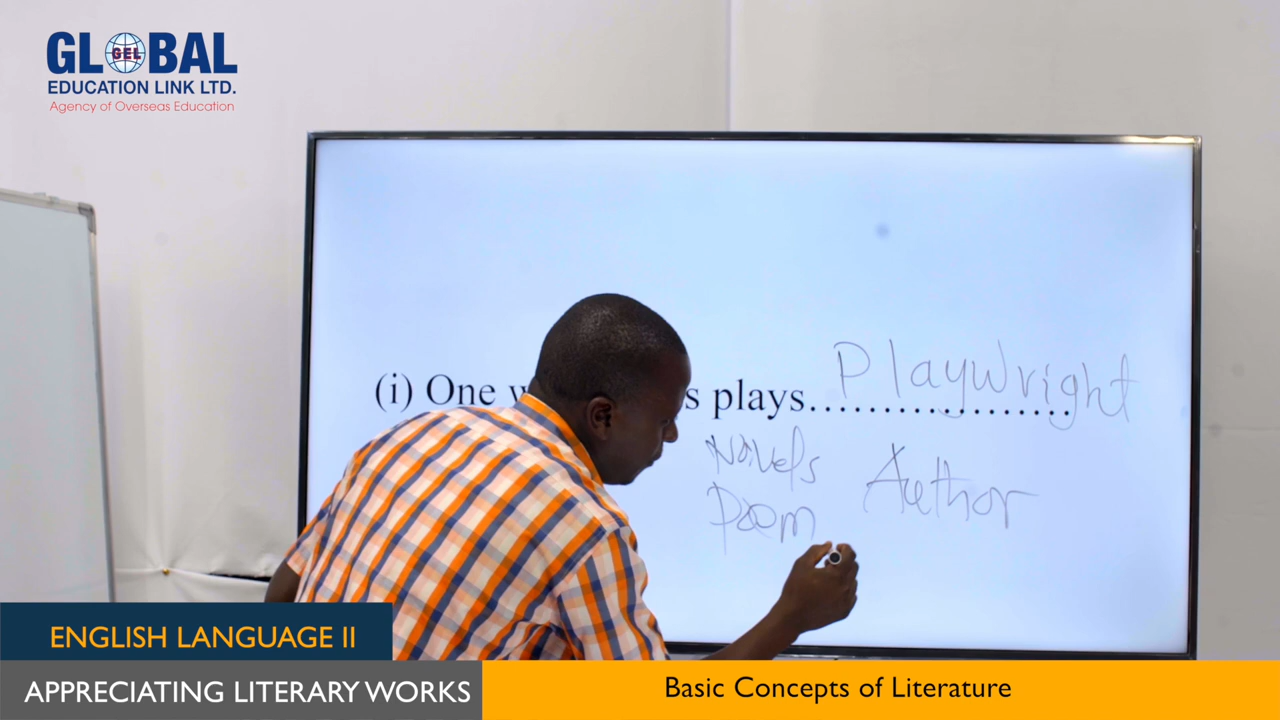 GLOBAL
GEL
EDUCATION LINK LTD.
Agency of Overseas Education
(i) One w s plays.................. Playwright
Novels Author
Poem
ENGLISH LANGUAGE II
APPRECIATING LITERARY WORKS
Basic Concepts of Literature